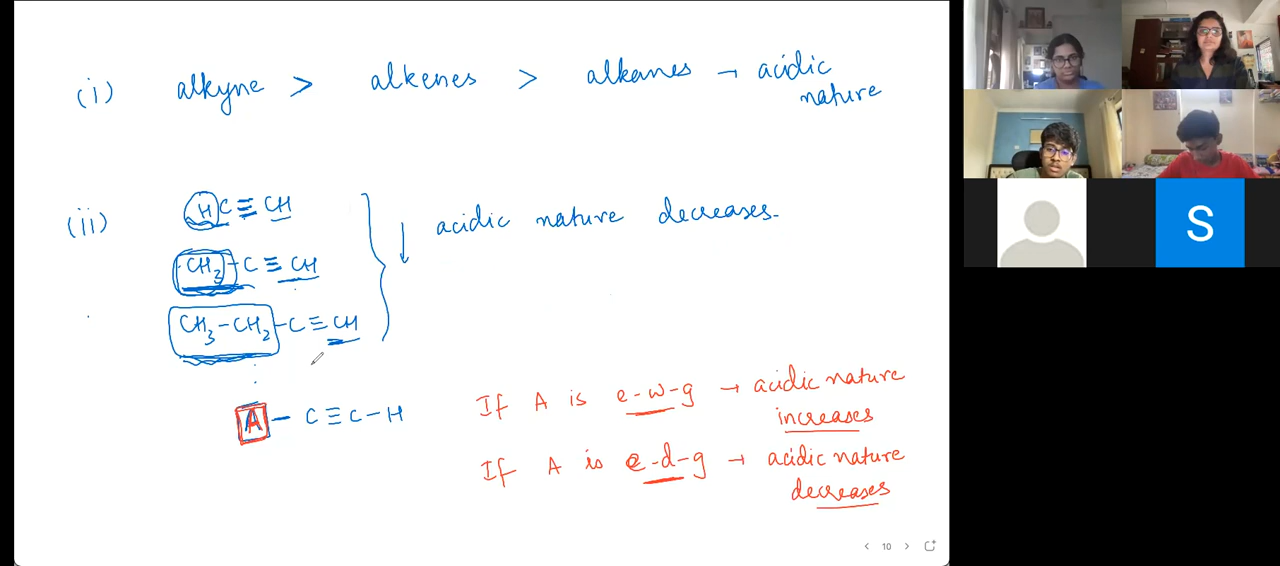 (i) alkyne > alkenes > alkanes → acidic
nature
(ii) HC ≡ CH
acidic nature decreases.
CH₃ - C ≡ CH
CH₃ - CH₂ - C ≡ CH
A - C ≡ C - H
If A is e-w-g → acidic nature
increases
If A is e-d-g → acidic nature
decreases
< 10 >
S